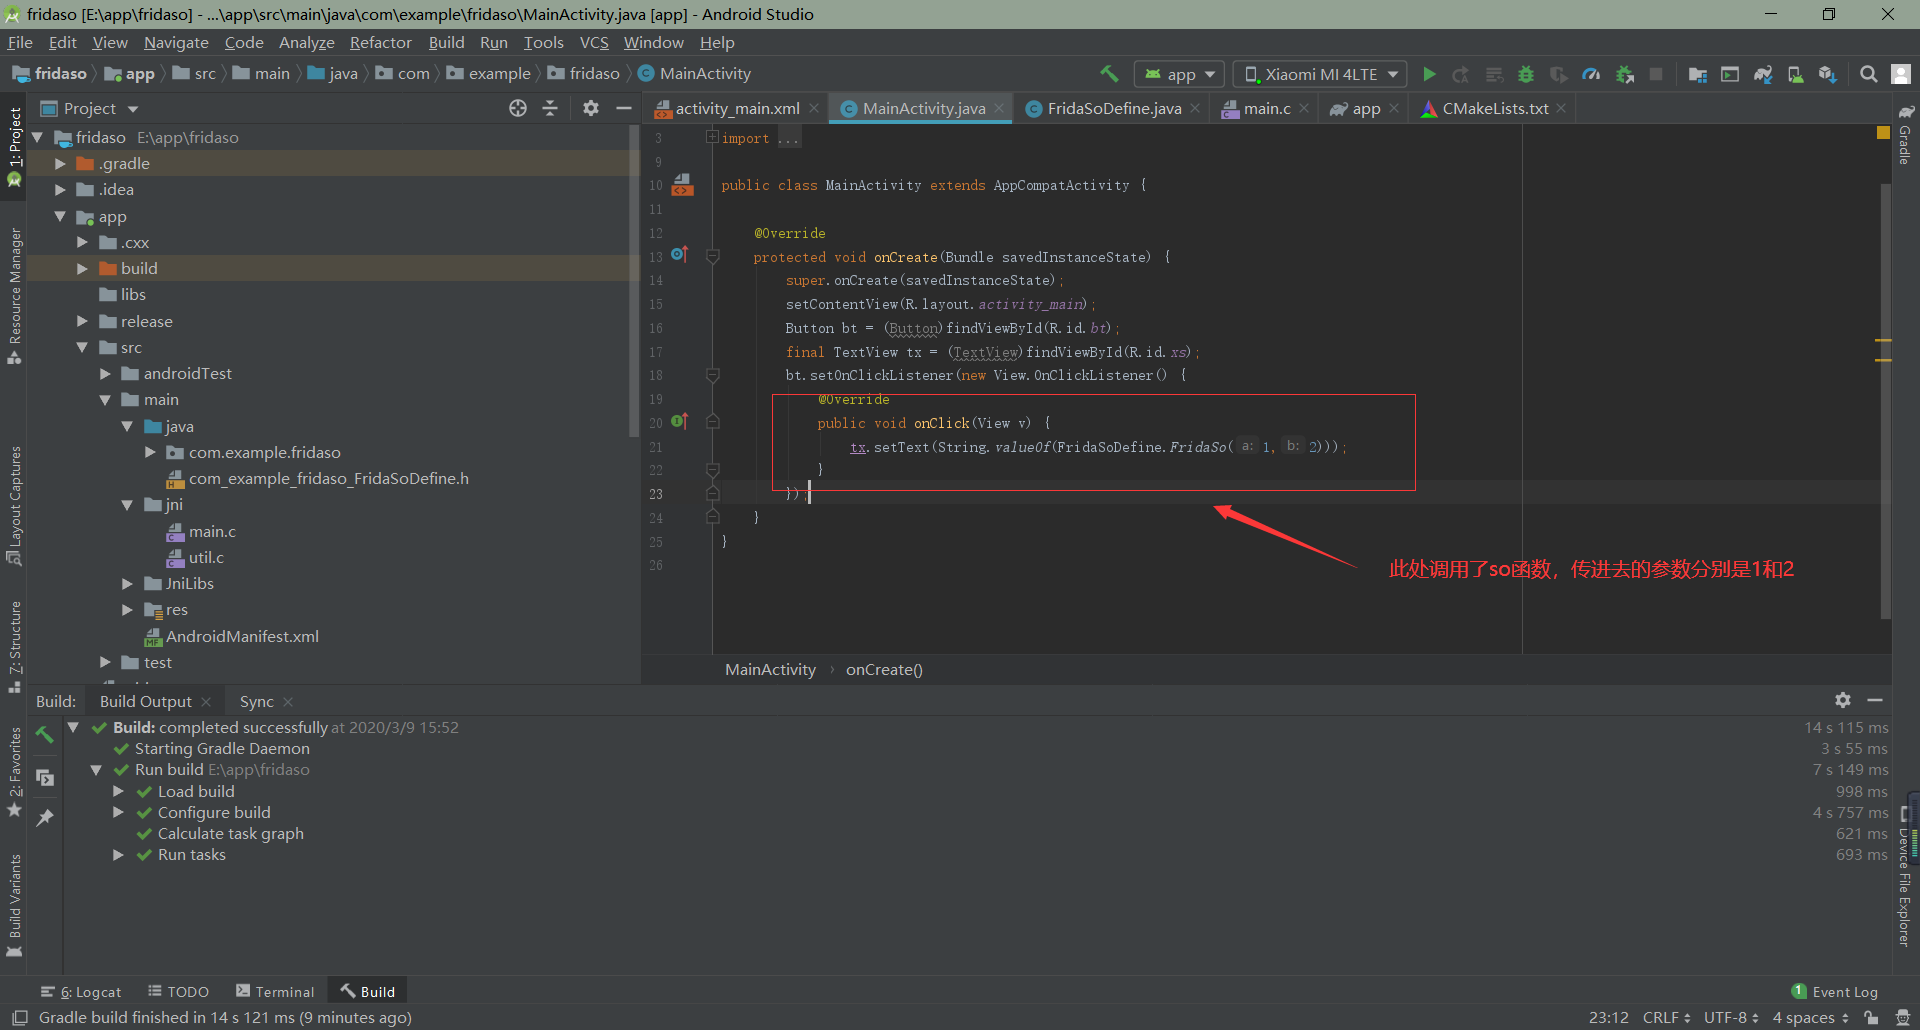 fridaso [E:\app\fridaso] - ...\app\src\main\java\com\example\fridaso\MainActivity.java [app] - Android Studio
File Edit View Navigate Code Analyze Refactor Build Run Tools VCS Window Help
fridaso app src main java com example fridaso MainActivity app Xiaomi MI 4LTE
1: Project
Resource Manager
Layout Captures
Z: Structure
2: Favorites
Build Variants
Project
fridaso E:\app\fridaso
.gradle
.idea
app
.cxx
build
libs
release
src
androidTest
main
java
com.example.fridaso
com_example_fridaso_FridaSoDefine.h
jni
main.c
util.c
JniLibs
res
AndroidManifest.xml
test
activity_main.xml MainActivity.java FridaSoDefine.java main.c app CMakeLists.txt
3 import ...
9
10 public class MainActivity extends AppCompatActivity {
11
12 @Override
13 protected void onCreate(Bundle savedInstanceState) {
14 super.onCreate(savedInstanceState);
15 setContentView(R.layout.activity_main);
16 Button bt = (Button)findViewById(R.id.bt);
17 final TextView tx = (TextView)findViewById(R.id.xs);
18 bt.setOnClickListener(new View.OnClickListener() {
19 @Override
20 public void onClick(View v) {
21 tx.setText(String.valueOf(FridaSoDefine.FridaSo( a: 1, b: 2)));
22 }
23 });
24 }
25 }
26
此处调用了so函数，传进去的参数分别是1和2
MainActivity › onCreate()
Gradle
Device File Explorer
Build: Build Output Sync
Build: completed successfully at 2020/3/9 15:52 14 s 115 ms
Starting Gradle Daemon 3 s 55 ms
Run build E:\app\fridaso 7 s 149 ms
Load build 998 ms
Configure build 4 s 757 ms
Calculate task graph 621 ms
Run tasks 693 ms
6: Logcat TODO Terminal Build 1 Event Log
Gradle build finished in 14 s 121 ms (9 minutes ago) 23:12 CRLF UTF-8 4 spaces